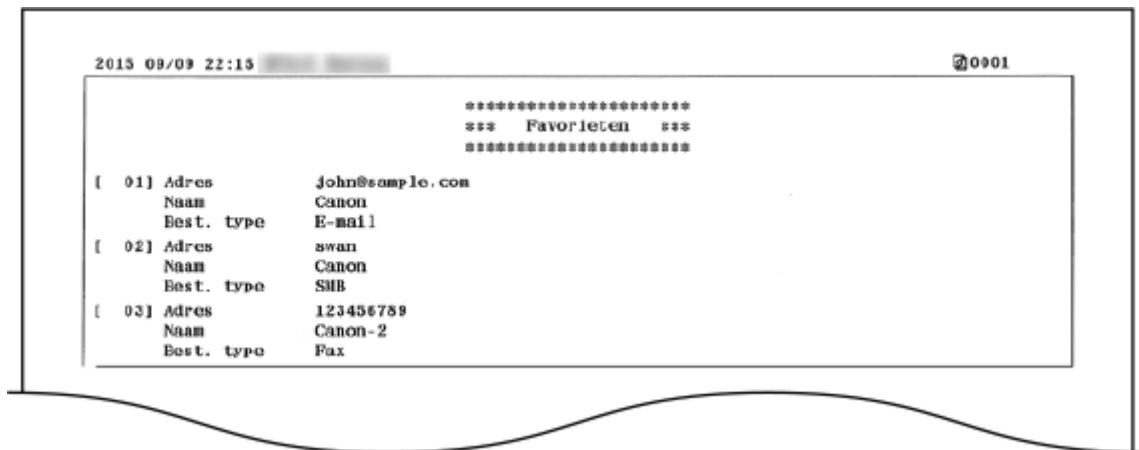 2015 09/09 22:15 0001
**********************
*** Favorieten ***
**********************
[ 01] Adres john@sample.com
Naam Canon
Best. type E-mail
[ 02] Adres swan
Naam Canon
Best. type SMB
[ 03] Adres 123456789
Naam Canon-2
Best. type Fax